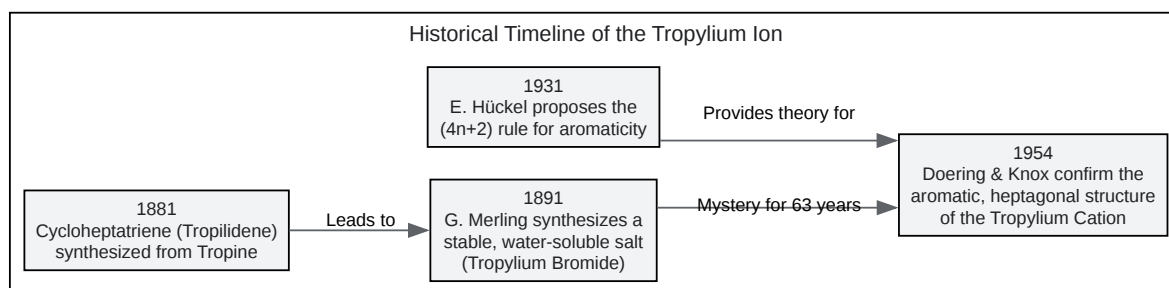 Historical Timeline of the Tropylium Ion
1931
E. Hückel proposes the
(4n+2) rule for aromaticity
Provides theory for
1954
Doering & Knox confirm the
aromatic, heptagonal structure
of the Tropylium Cation
1881
Cycloheptatriene (Tropilidene)
synthesized from Tropine
Leads to
1891
G. Merling synthesizes a
stable, water-soluble salt
(Tropylium Bromide)
Mystery for 63 years